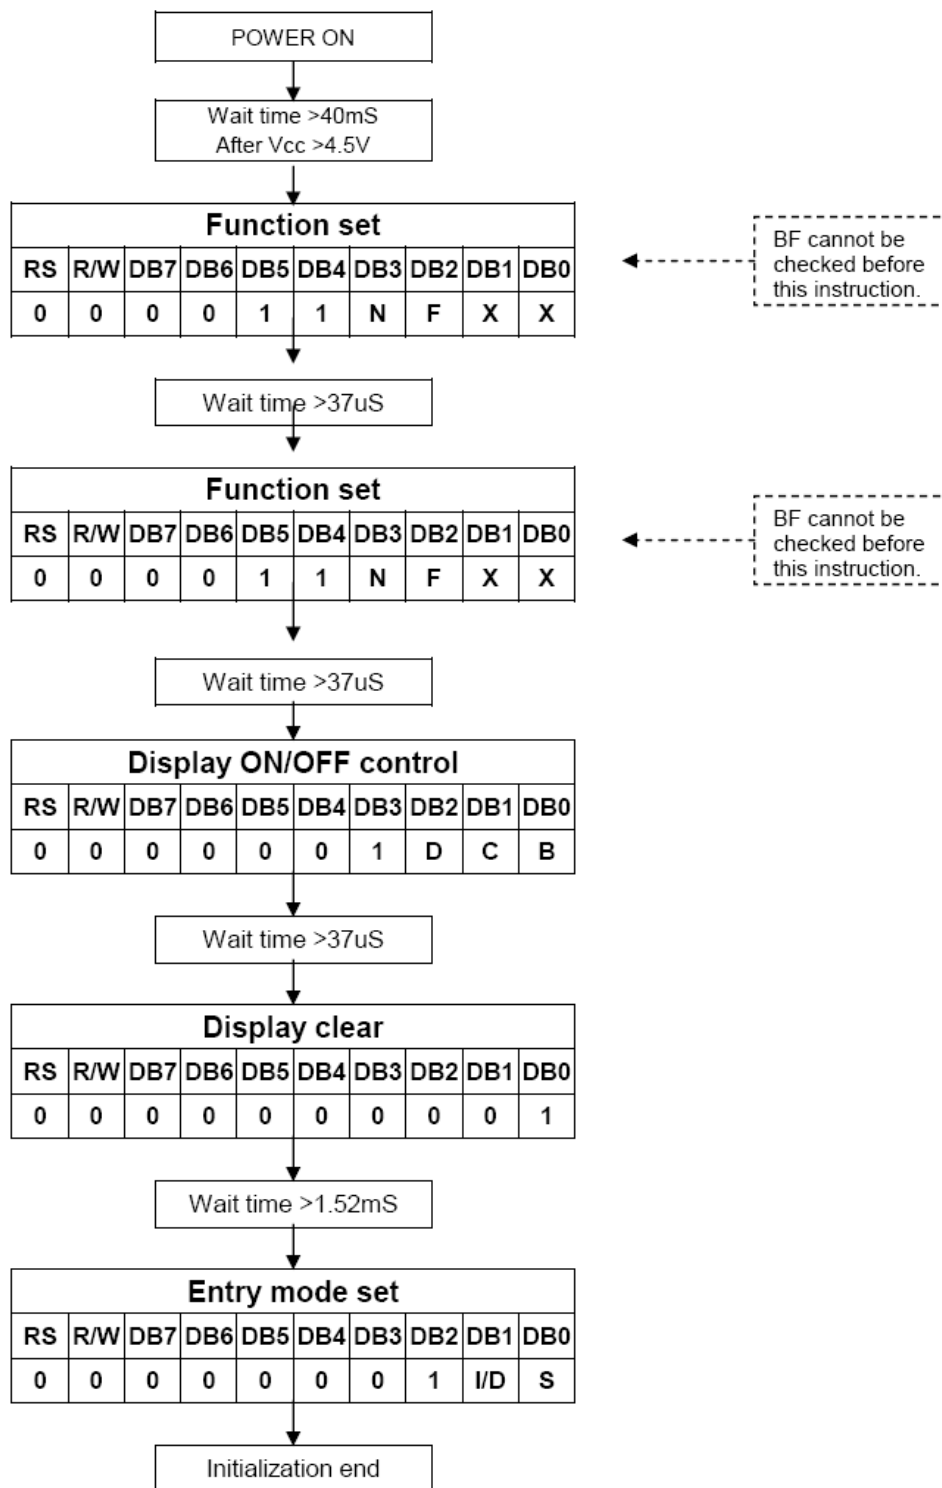 POWER ON
Wait time >40mS
After Vcc >4.5V
Function set
RS R/W DB7 DB6 DB5 DB4 DB3 DB2 DB1 DB0
0 0 0 0 1 1 N F X X
BF cannot be
checked before
this instruction.
Wait time >37uS
Function set
RS R/W DB7 DB6 DB5 DB4 DB3 DB2 DB1 DB0
0 0 0 0 1 1 N F X X
BF cannot be
checked before
this instruction.
Wait time >37uS
Display ON/OFF control
RS R/W DB7 DB6 DB5 DB4 DB3 DB2 DB1 DB0
0 0 0 0 0 0 1 D C B
Wait time >37uS
Display clear
RS R/W DB7 DB6 DB5 DB4 DB3 DB2 DB1 DB0
0 0 0 0 0 0 0 0 0 1
Wait time >1.52mS
Entry mode set
RS R/W DB7 DB6 DB5 DB4 DB3 DB2 DB1 DB0
0 0 0 0 0 0 0 1 I/D S
Initialization end